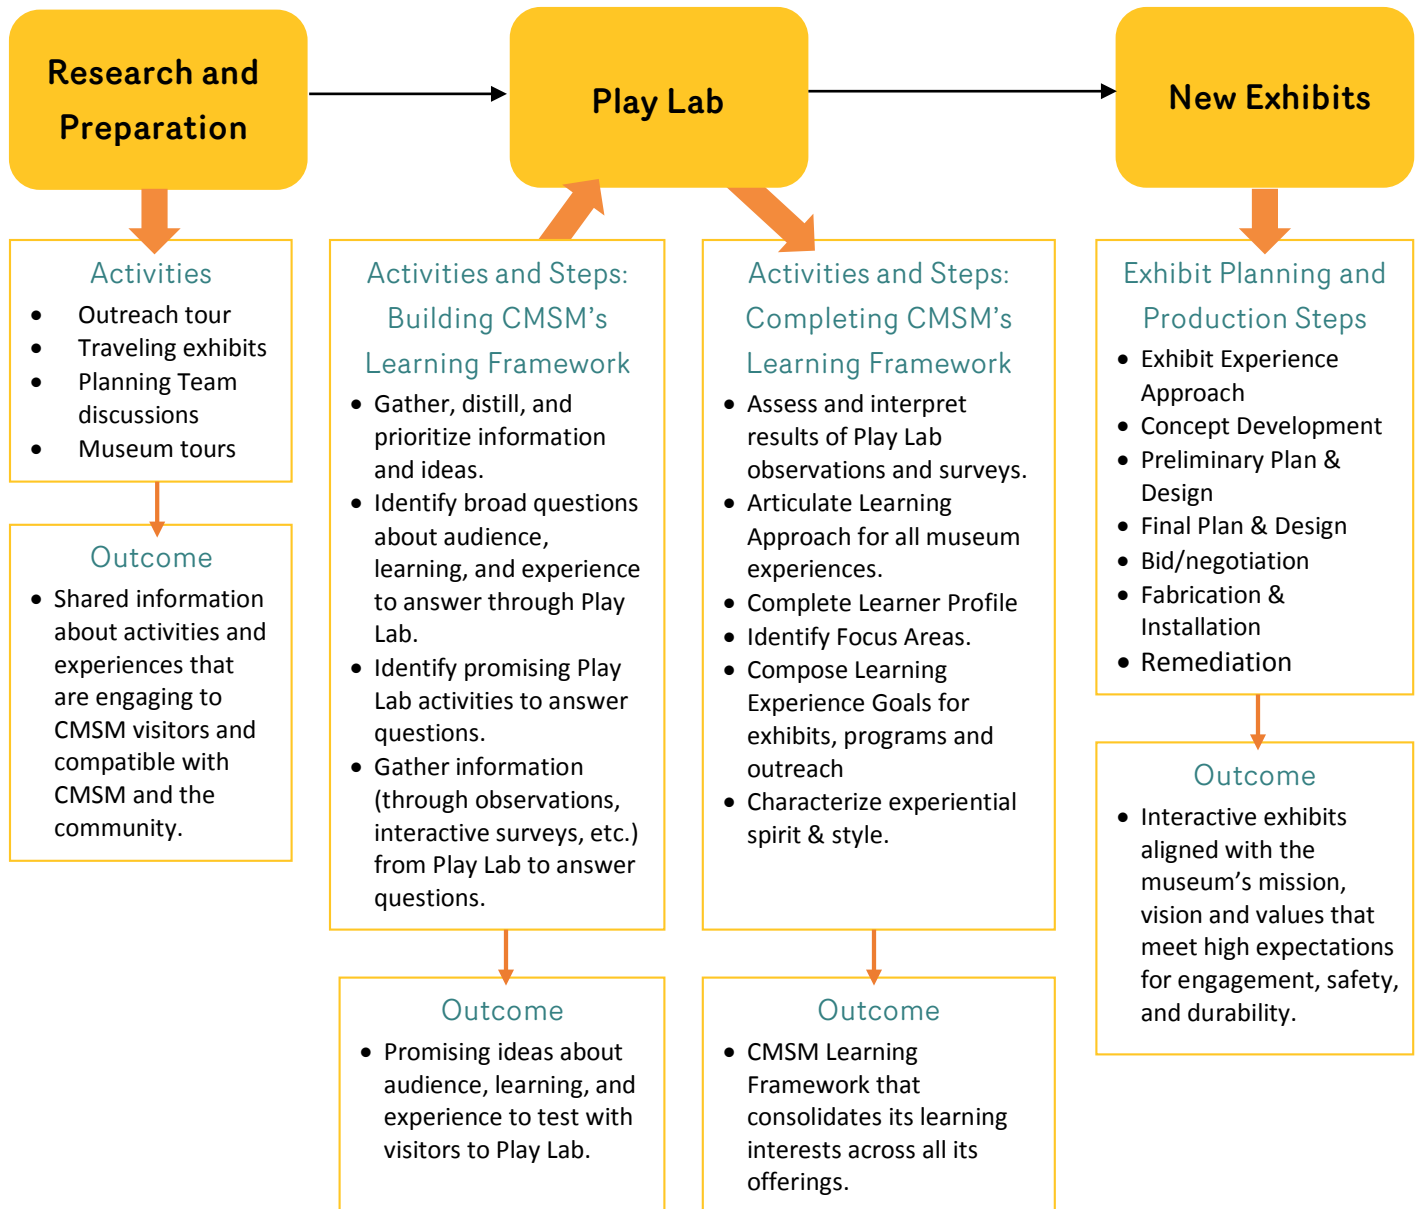 Research and
Preparation
Play Lab
New Exhibits
Activities
• Outreach tour
• Traveling exhibits
• Planning Team
discussions
• Museum tours
Outcome
• Shared information
about activities and
experiences that
are engaging to
CMSM visitors and
compatible with
CMSM and the
community.
Activities and Steps:
Building CMSM’s
Learning Framework
• Gather, distill, and
prioritize information
and ideas.
• Identify broad questions
about audience,
learning, and experience
to answer through Play
Lab.
• Identify promising Play
Lab activities to answer
questions.
• Gather information
(through observations,
interactive surveys, etc.)
from Play Lab to answer
questions.
Outcome
• Promising ideas about
audience, learning, and
experience to test with
visitors to Play Lab.
Activities and Steps:
Completing CMSM’s
Learning Framework
• Assess and interpret
results of Play Lab
observations and surveys.
• Articulate Learning
Approach for all museum
experiences.
• Complete Learner Profile
• Identify Focus Areas.
• Compose Learning
Experience Goals for
exhibits, programs and
outreach
• Characterize experiential
spirit & style.
Outcome
• CMSM Learning
Framework that
consolidates its learning
interests across all its
offerings.
Exhibit Planning and
Production Steps
• Exhibit Experience
Approach
• Concept Development
• Preliminary Plan &
Design
• Final Plan & Design
• Bid/negotiation
• Fabrication &
Installation
• Remediation
Outcome
• Interactive exhibits
aligned with the
museum’s mission,
vision and values that
meet high expectations
for engagement, safety,
and durability.